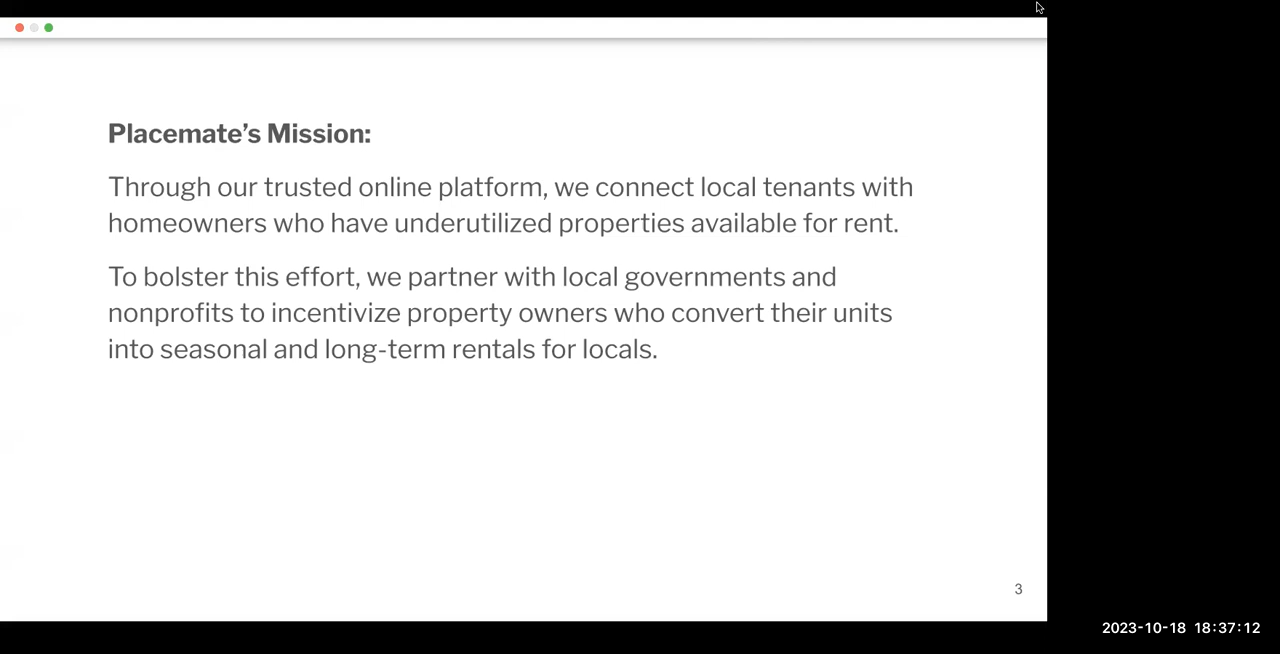 Placemate’s Mission:
Through our trusted online platform, we connect local tenants with
homeowners who have underutilized properties available for rent.
To bolster this effort, we partner with local governments and
nonprofits to incentivize property owners who convert their units
into seasonal and long-term rentals for locals.
3
2023-10-18 18:37:12